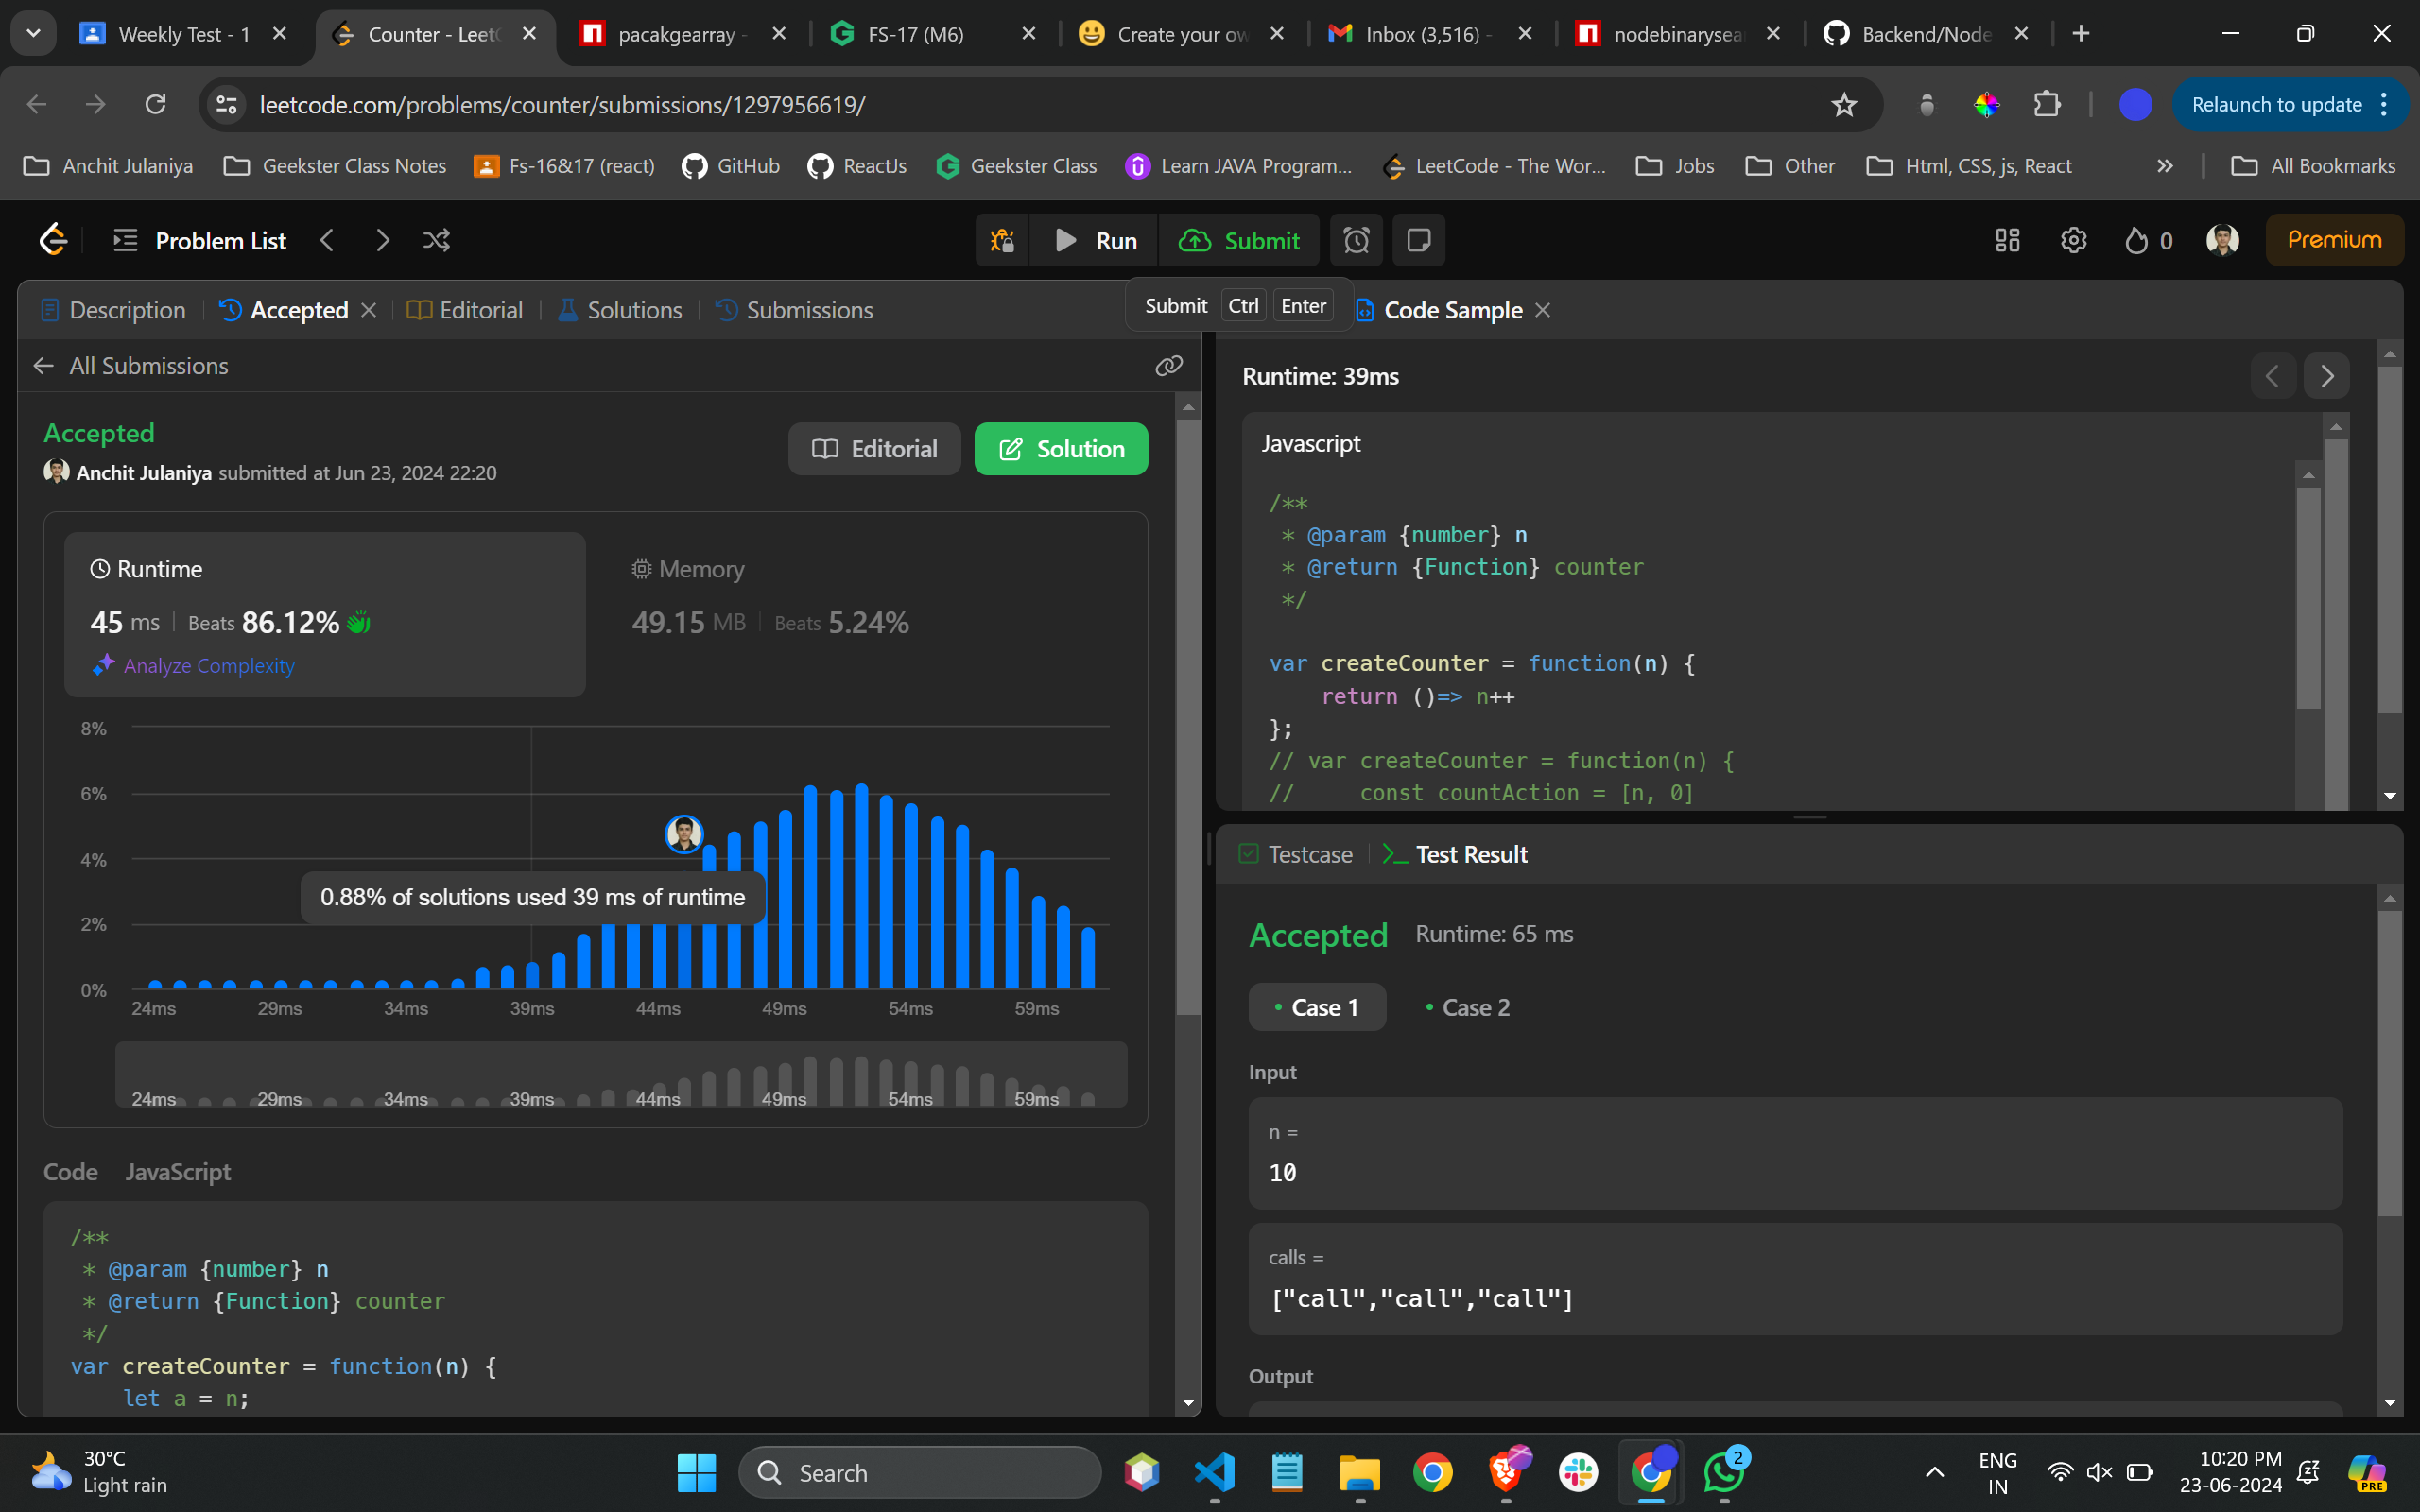 Weekly Test - 1
Counter - Leet
pacakgearray -
FS-17 (M6)
Create your ow
Inbox (3,516) -
nodebinarysea
Backend/Node
leetcode.com/problems/counter/submissions/1297956619/
Relaunch to update
Anchit Julaniya
Geekster Class Notes
Fs-16&17 (react)
GitHub
ReactJs
Geekster Class
Learn JAVA Program...
LeetCode - The Wor...
Jobs
Other
Html, CSS, js, React
All Bookmarks
Problem List
Run
Submit
0
Premium
Description
Accepted
Editorial
Solutions
Submissions
Submit Ctrl Enter
Code Sample
All Submissions
Accepted
Anchit Julaniya submitted at Jun 23, 2024 22:20
Editorial
Solution
Runtime
45 ms Beats 86.12%
Analyze Complexity
Memory
49.15 MB Beats 5.24%
8%
6%
4%
2%
0%
0.88% of solutions used 39 ms of runtime
24ms 29ms 34ms 39ms 44ms 49ms 54ms 59ms
24ms 29ms 34ms 39ms 44ms 49ms 54ms 59ms
Code JavaScript
/**
* @param {number} n
* @return {Function} counter
*/
var createCounter = function(n) {
let a = n;
Runtime: 39ms
Javascript
/**
* @param {number} n
* @return {Function} counter
*/
var createCounter = function(n) {
return ()=> n++
};
// var createCounter = function(n) {
// const countAction = [n, 0]
Testcase
Test Result
Accepted Runtime: 65 ms
Case 1
Case 2
Input
n =
10
calls =
["call","call","call"]
Output
30°C
Light rain
Search
2
ENG
IN
10:20 PM
23-06-2024
PRE